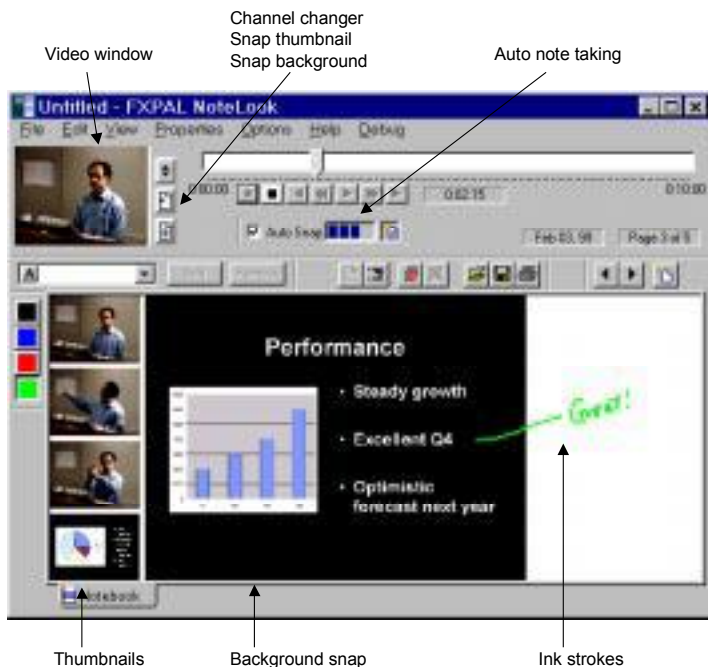 Channel changer
Snap thumbnail
Snap background
Video window
Auto note taking
Untitled - FXPAL NoteLook
File Edit View Properties Options Help Debug
0:00:00
0:02:15
0:10:00
Auto Snap
Feb 03, 98
Page 3 of 5
A
Performance
• Steady growth
• Excellent Q4
• Optimistic
forecast next year
Great!
Notebook
Thumbnails
Background snap
Ink strokes